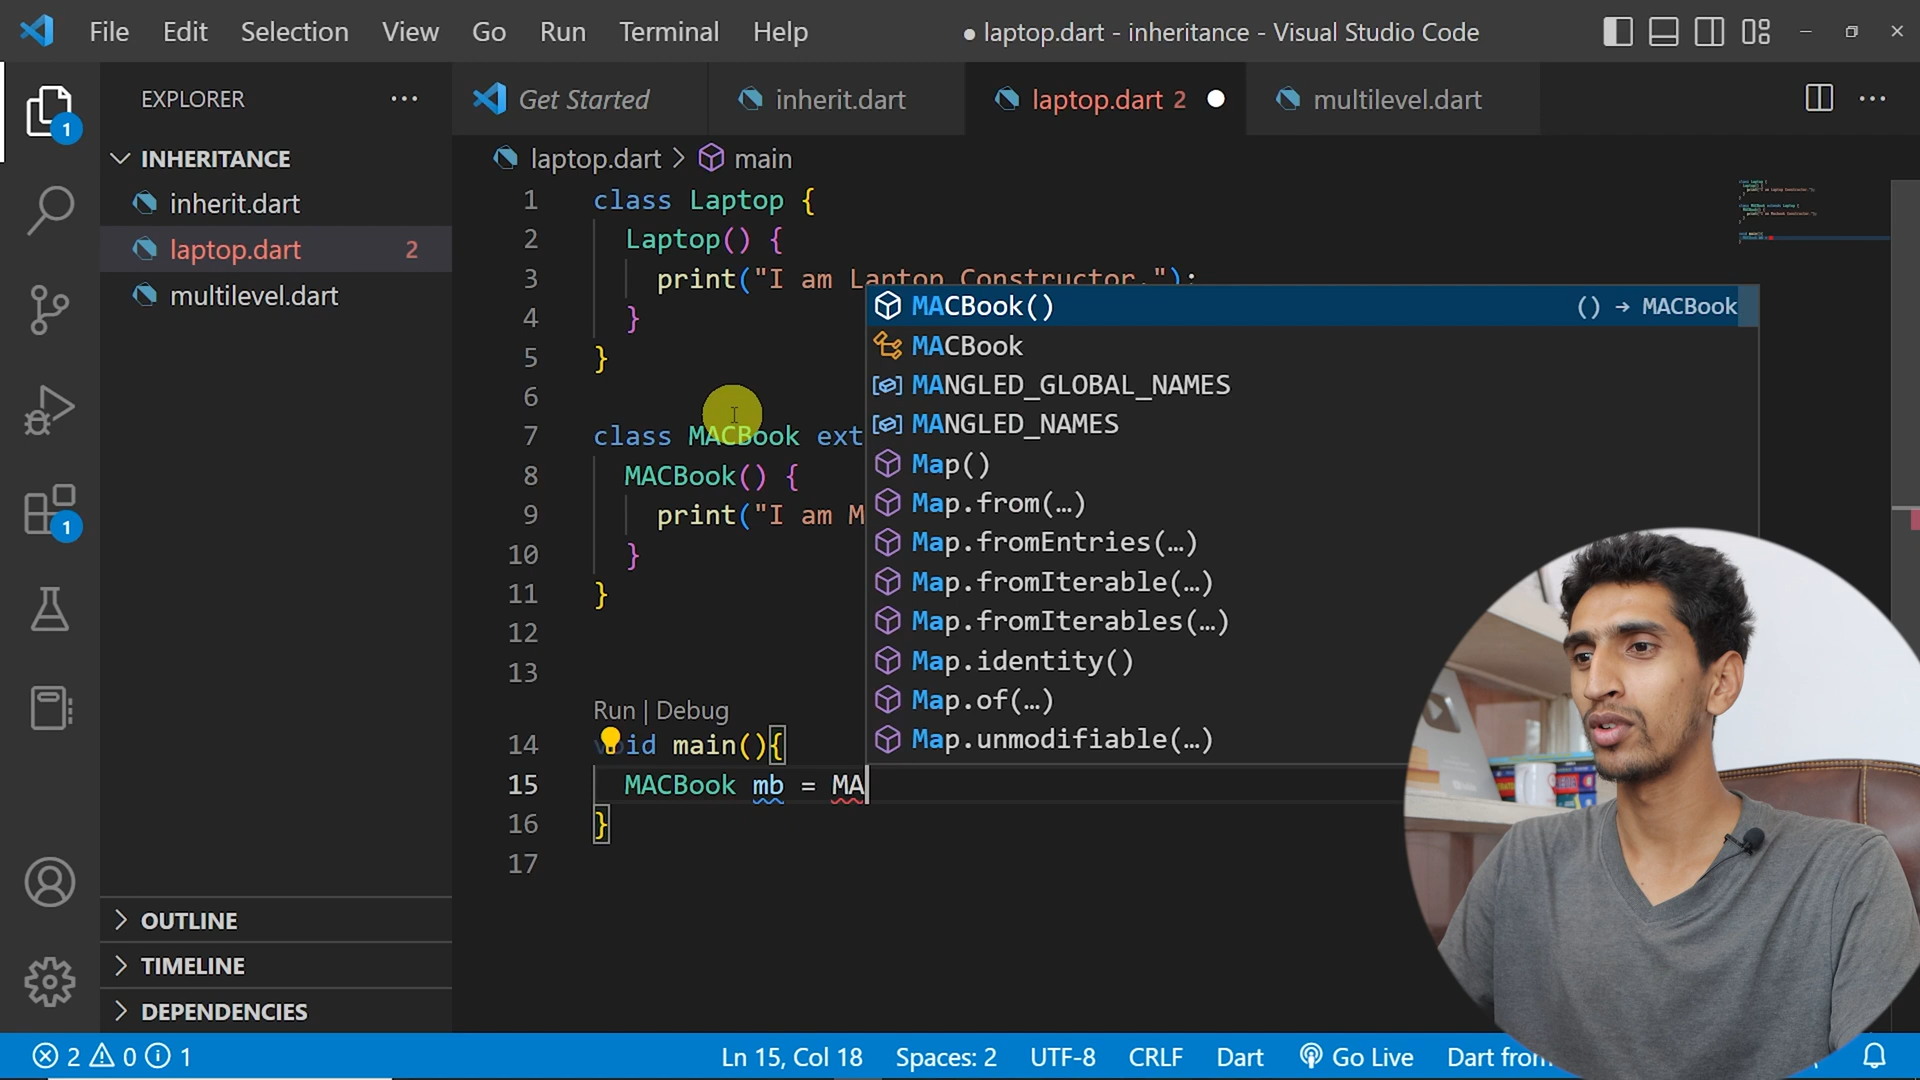 File Edit Selection View Go Run Terminal Help ● laptop.dart - inheritance - Visual Studio Code
EXPLORER ··· Get Started inherit.dart laptop.dart 2 multilevel.dart ···
1
INHERITANCE laptop.dart > main
inherit.dart
laptop.dart 2
multilevel.dart
1 class Laptop {
2 Laptop() {
3 print("I am Laptop Constructor.");
4 }
5 }
6
7 class MACBook ext
8 MACBook() {
9 print("I am M
10 }
11 }
12
13
Run | Debug
14 void main(){
15 MACBook mb = MA
16 }
17
MACBook() () → MACBook
MACBook
MANGLED_GLOBAL_NAMES
MANGLED_NAMES
Map()
Map.from(…)
Map.fromEntries(…)
Map.fromIterable(…)
Map.fromIterables(…)
Map.identity()
Map.of(…)
Map.unmodifiable(…)
1
OUTLINE
TIMELINE
DEPENDENCIES
2 0 1 Ln 15, Col 18 Spaces: 2 UTF-8 CRLF Dart Go Live Dart from